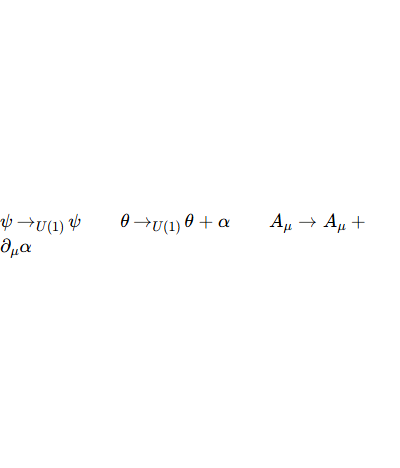 ψ →_{U(1)} ψ θ →_{U(1)} θ + α A_μ → A_μ +
∂_μα